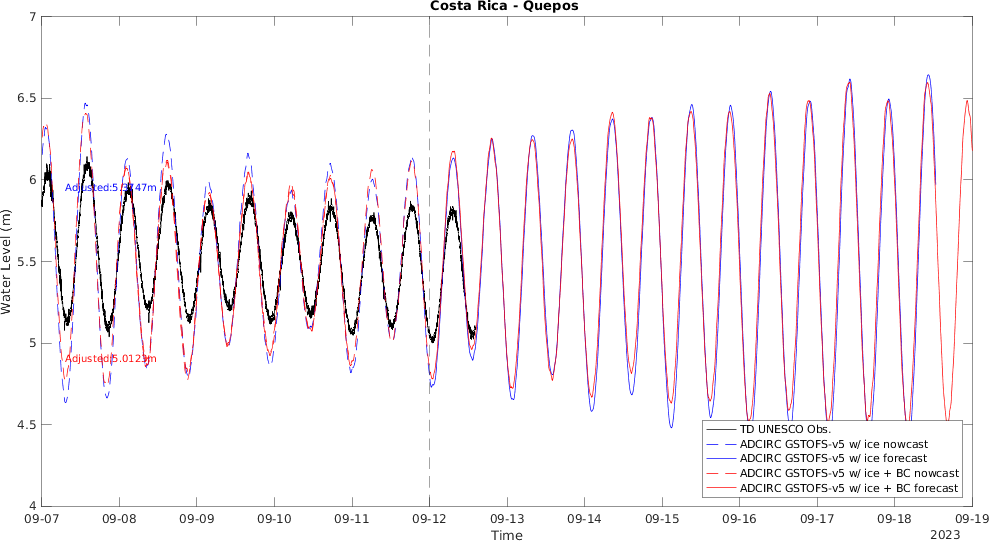 Costa Rica - Quepos
7
6.5
6
5.5
5
4.5
4
Water Level (m)
Adjusted:5.3747m
Adjusted:5.0123m
TD UNESCO Obs.
ADCIRC GSTOFS-v5 w/ ice nowcast
ADCIRC GSTOFS-v5 w/ ice forecast
ADCIRC GSTOFS-v5 w/ ice + BC nowcast
ADCIRC GSTOFS-v5 w/ ice + BC forecast
09-07 09-08 09-09 09-10 09-11 09-12 09-13 09-14 09-15 09-16 09-17 09-18 09-19
Time
2023